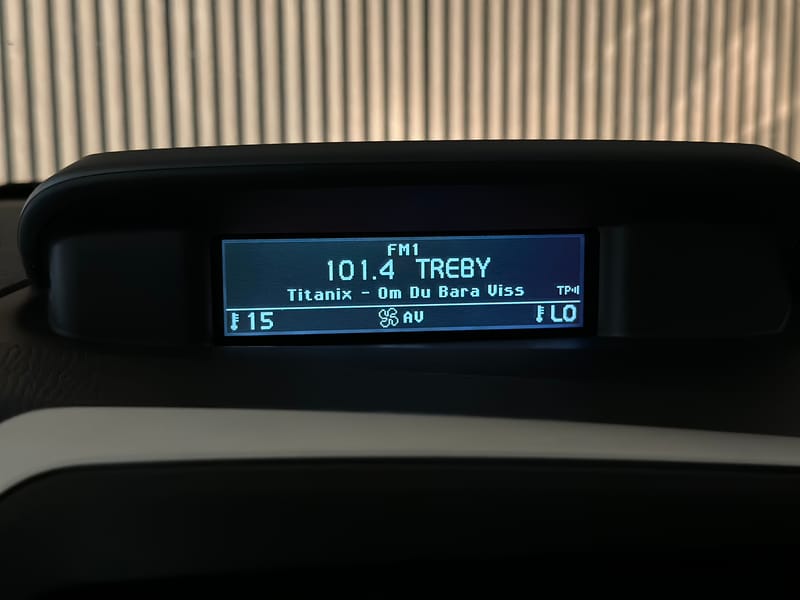 FM1
101.4 TREBY
Titanix - Om Du Bara Viss
TP
15 AV LO